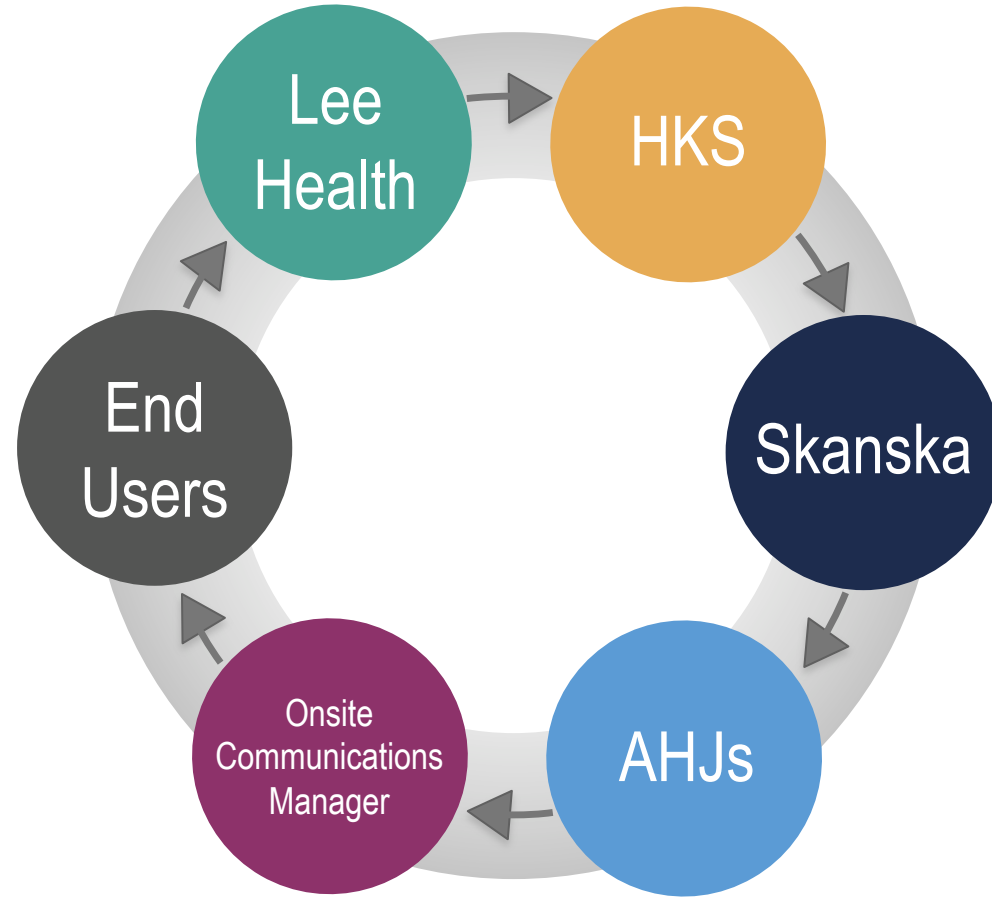 Lee
Health
HKS
Skanska
AHJs
Onsite
Communications
Manager
End
Users